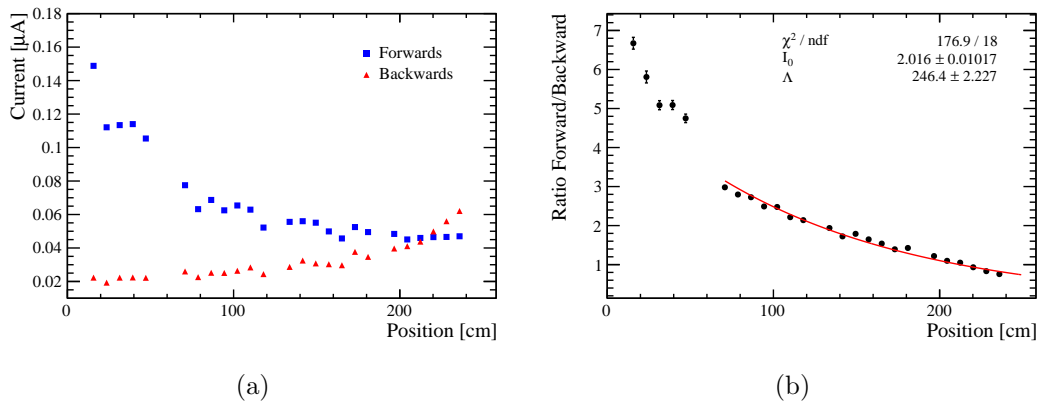 Current [μA]
0.18
0.16
0.14
0.12
0.1
0.08
0.06
0.04
0.02
0
100
200
Position [cm]
Forwards
Backwards
(a)
Ratio Forward/Backward
7
6
5
4
3
2
1
0
100
200
Position [cm]
χ² / ndf 176.9 / 18
I₀ 2.016 ± 0.01017
Λ 246.4 ± 2.227
(b)